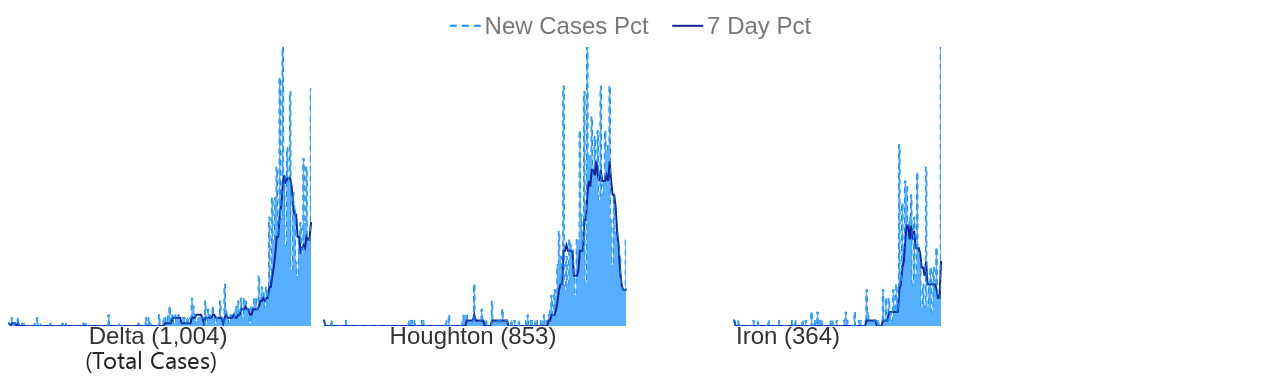 New Cases Pct 7 Day Pct
Delta (1,004) Houghton (853) Iron (364)
(Total Cases)